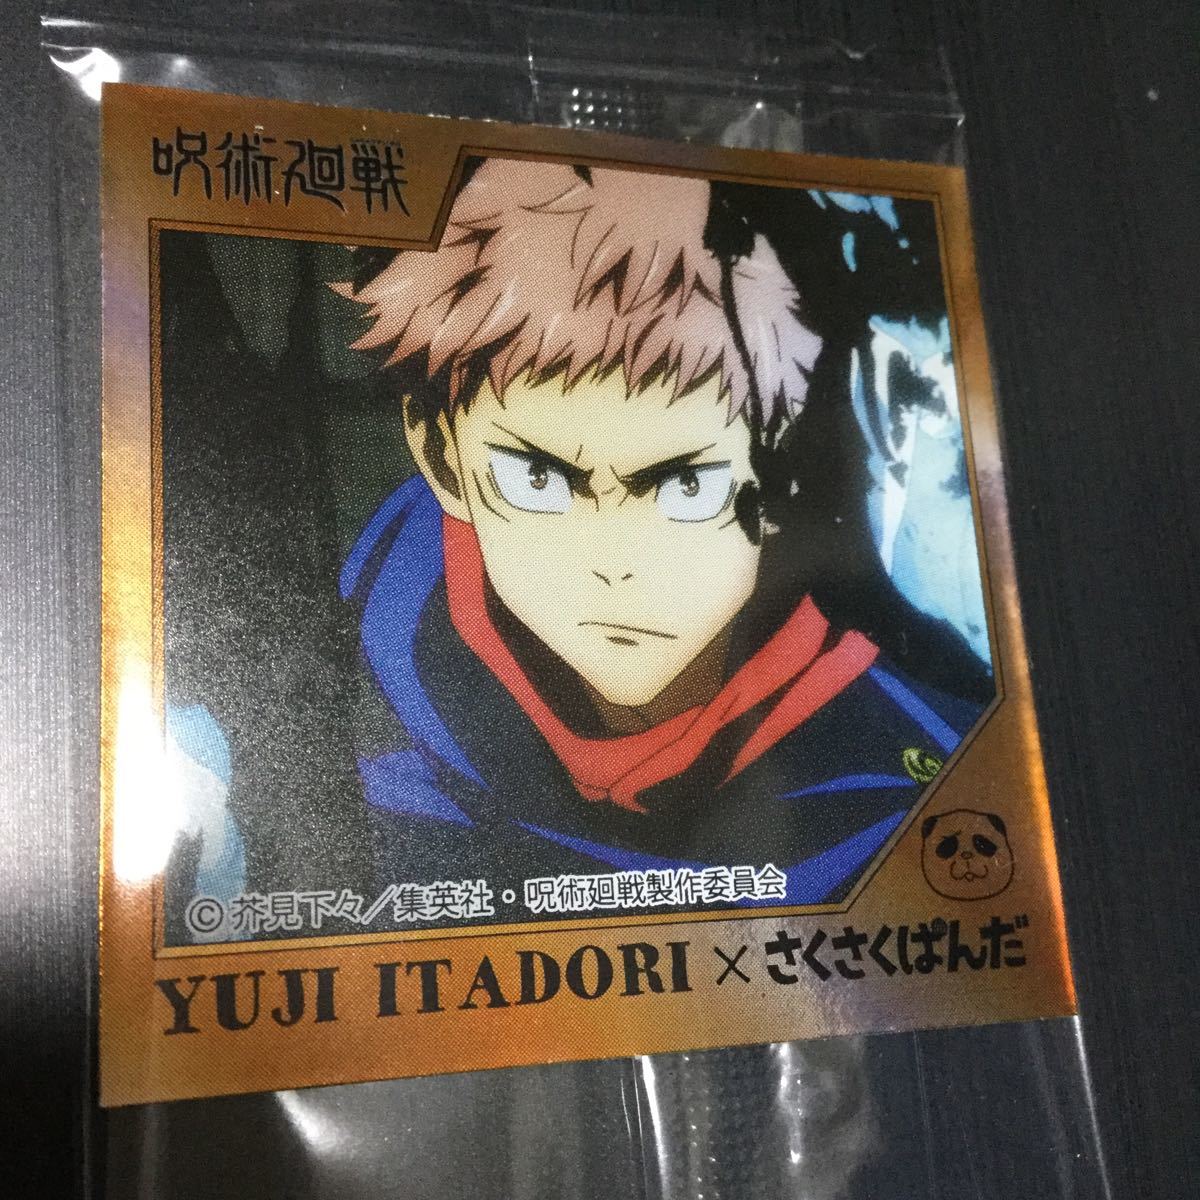 呪術廻戦
©芥見下々／集英社・呪術廻戦製作委員会
YUJI ITADORI × さくさくぱんだ